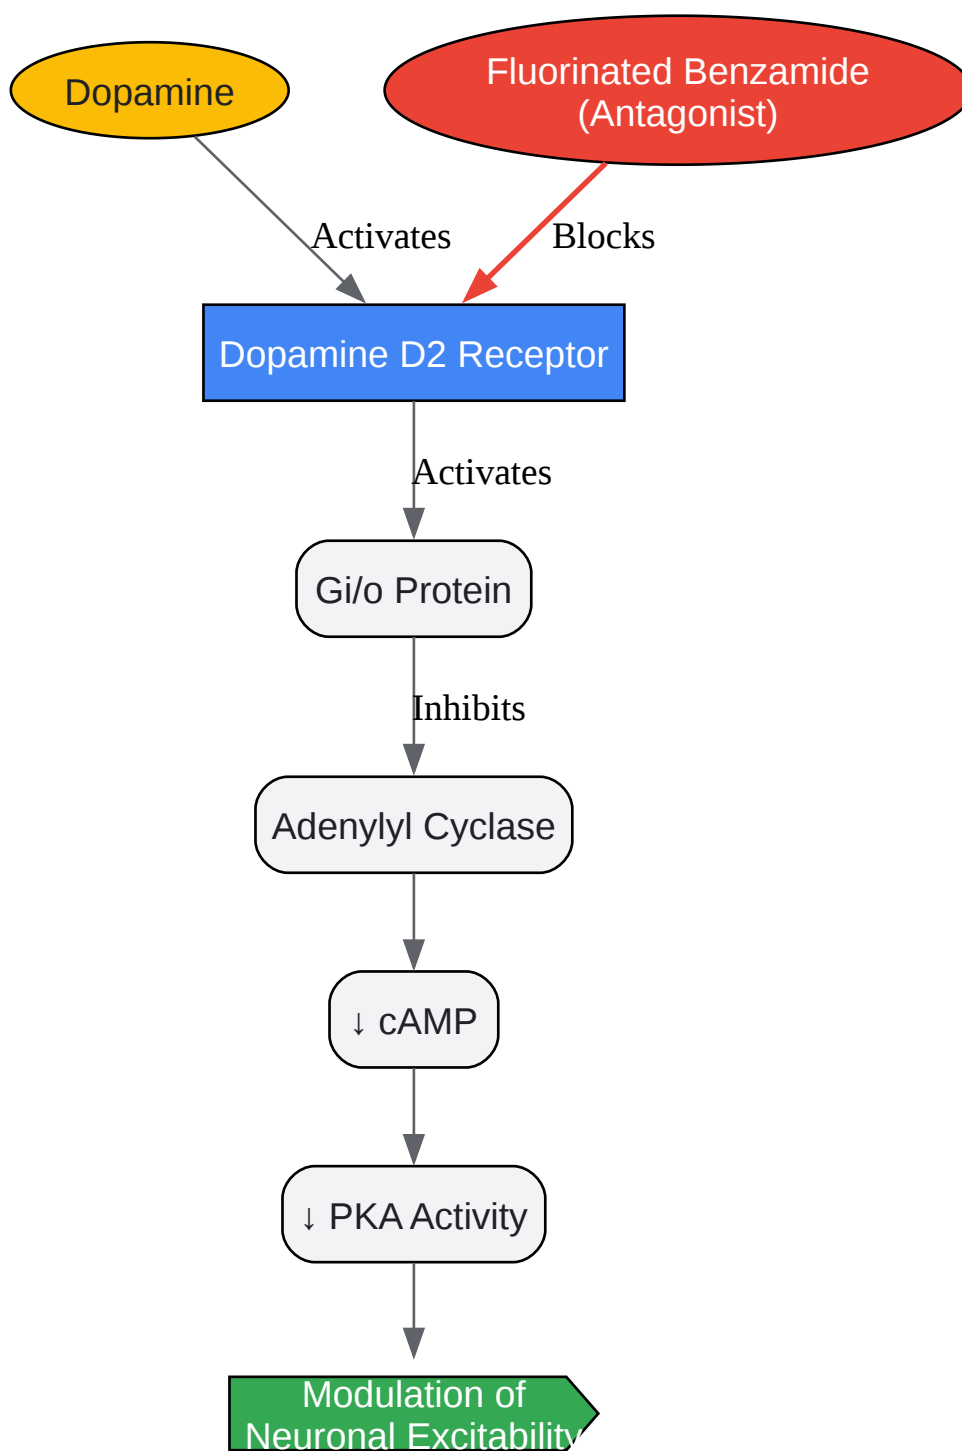 Dopamine
Fluorinated Benzamide
(Antagonist)
Activates
Blocks
Dopamine D2 Receptor
Activates
Gi/o Protein
Inhibits
Adenylyl Cyclase
↓ cAMP
↓ PKA Activity
Modulation of
Neuronal Excitability